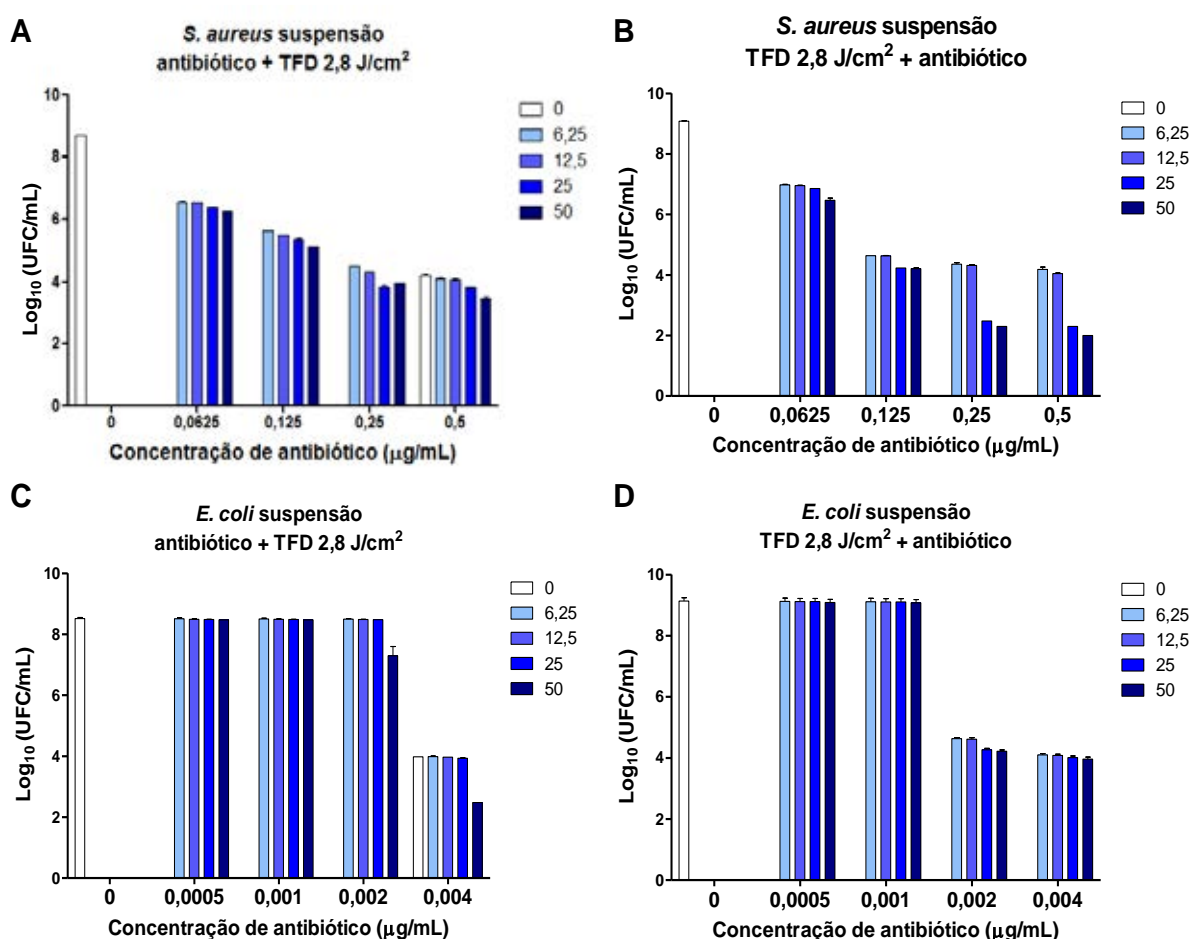 A
S. aureus suspensão
antibiótico + TFD 2,8 J/cm²
10
8
6
4
2
0
Log₁₀ (UFC/mL)
0
6,25
12,5
25
50
0 0,0625 0,125 0,25 0,5
Concentração de antibiótico (μg/mL)
B
S. aureus suspensão
TFD 2,8 J/cm² + antibiótico
10
8
6
4
2
0
Log₁₀ (UFC/mL)
0
6,25
12,5
25
50
0 0,0625 0,125 0,25 0,5
Concentração de antibiótico (μg/mL)
C
E. coli suspensão
antibiótico + TFD 2,8 J/cm²
10
8
6
4
2
0
Log₁₀ (UFC/mL)
0
6,25
12,5
25
50
0 0,0005 0,001 0,002 0,004
Concentração de antibiótico (μg/mL)
D
E. coli suspensão
TFD 2,8 J/cm² + antibiótico
10
8
6
4
2
0
Log₁₀ (UFC/mL)
0
6,25
12,5
25
50
0 0,0005 0,001 0,002 0,004
Concentração de antibiótico (μg/mL)